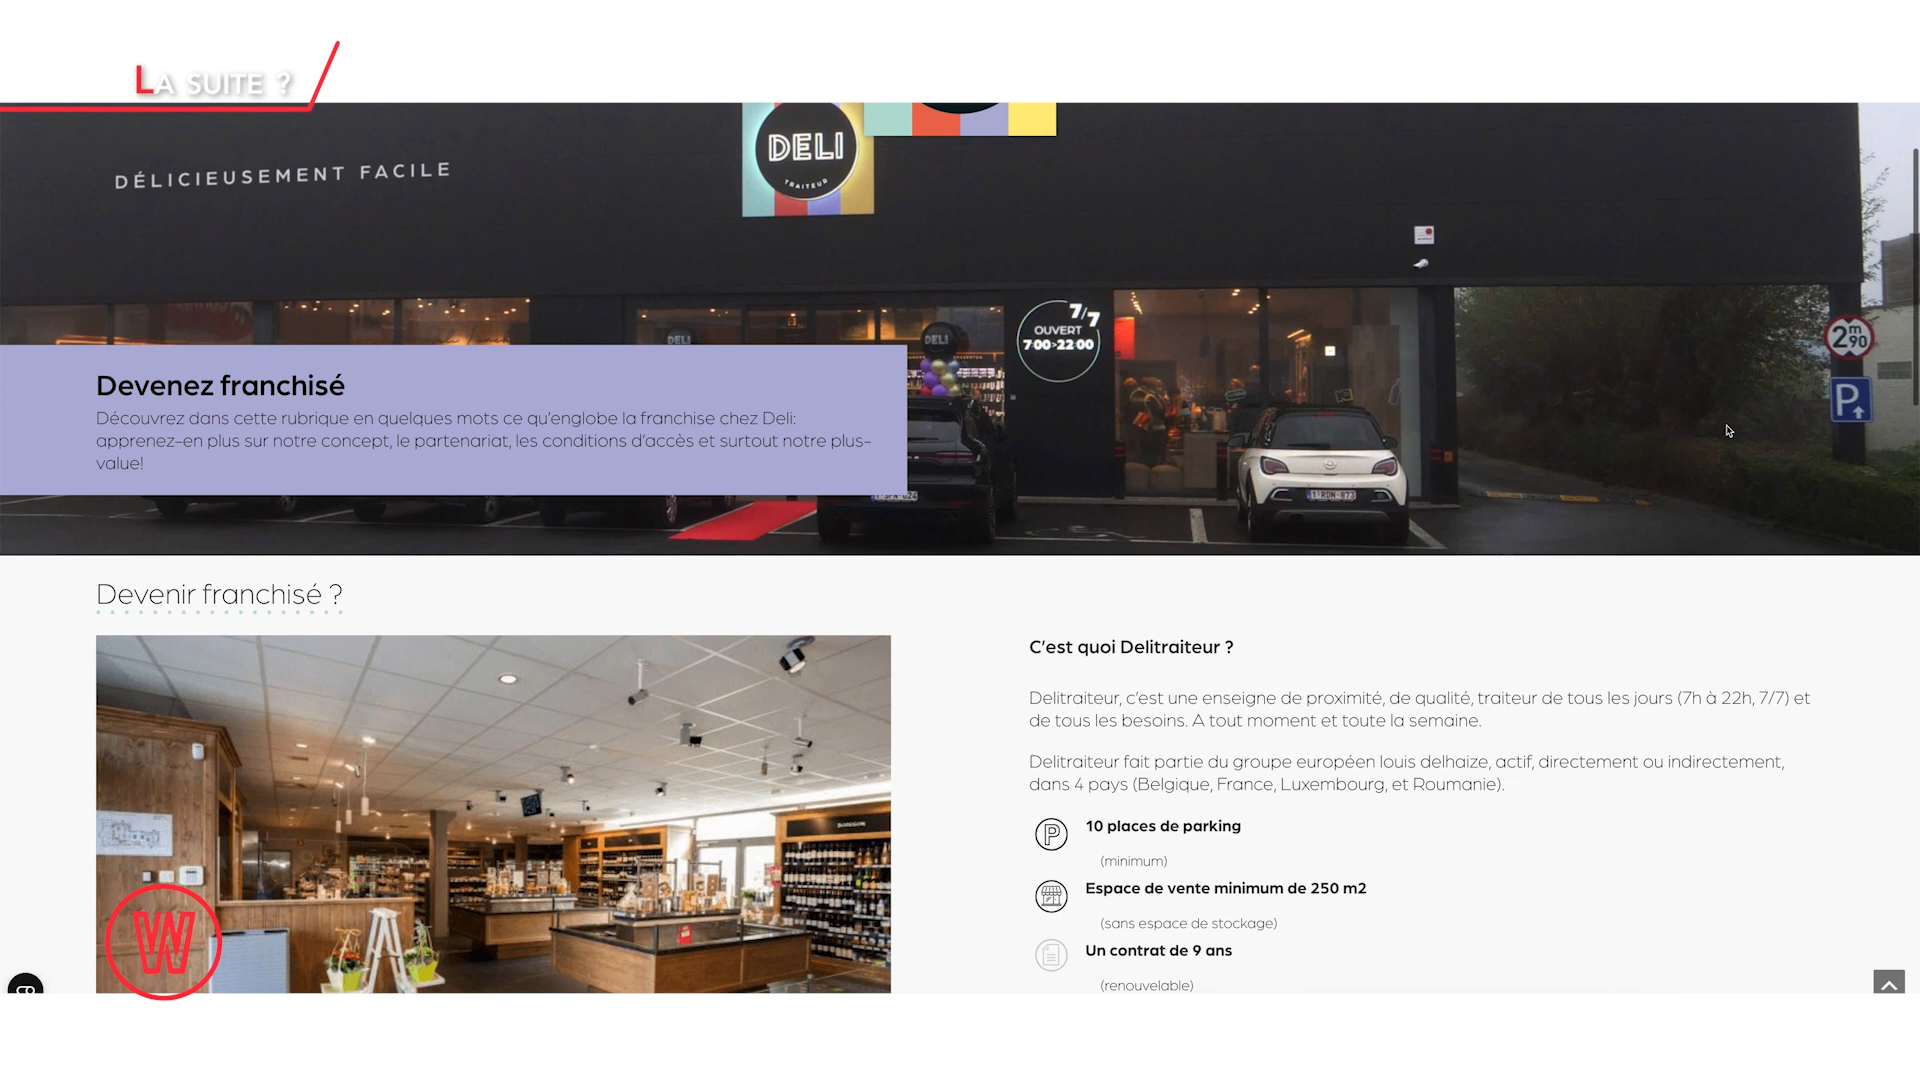 LA SUITE ?
DÉLICIEUSEMENT FACILE
DELI
TRAITEUR
7/7
OUVERT
7:00>22:00
DELI
DELI
2m90
P
1-RDN-873
Devenez franchisé
Découvrez dans cette rubrique en quelques mots ce qu'englobe la franchise chez Deli:
apprenez-en plus sur notre concept, le partenariat, les conditions d'accès et surtout notre plus-
value!
Devenir franchisé ?
W
C'est quoi Delitraiteur ?
Delitraiteur, c'est une enseigne de proximité, de qualité, traiteur de tous les jours (7h à 22h, 7/7) et
de tous les besoins. A tout moment et toute la semaine.
Delitraiteur fait partie du groupe européen louis delhaize, actif, directement ou indirectement,
dans 4 pays (Belgique, France, Luxembourg, et Roumanie).
P
10 places de parking
(minimum)
Espace de vente minimum de 250 m2
(sans espace de stockage)
Un contrat de 9 ans
(renouvelable)